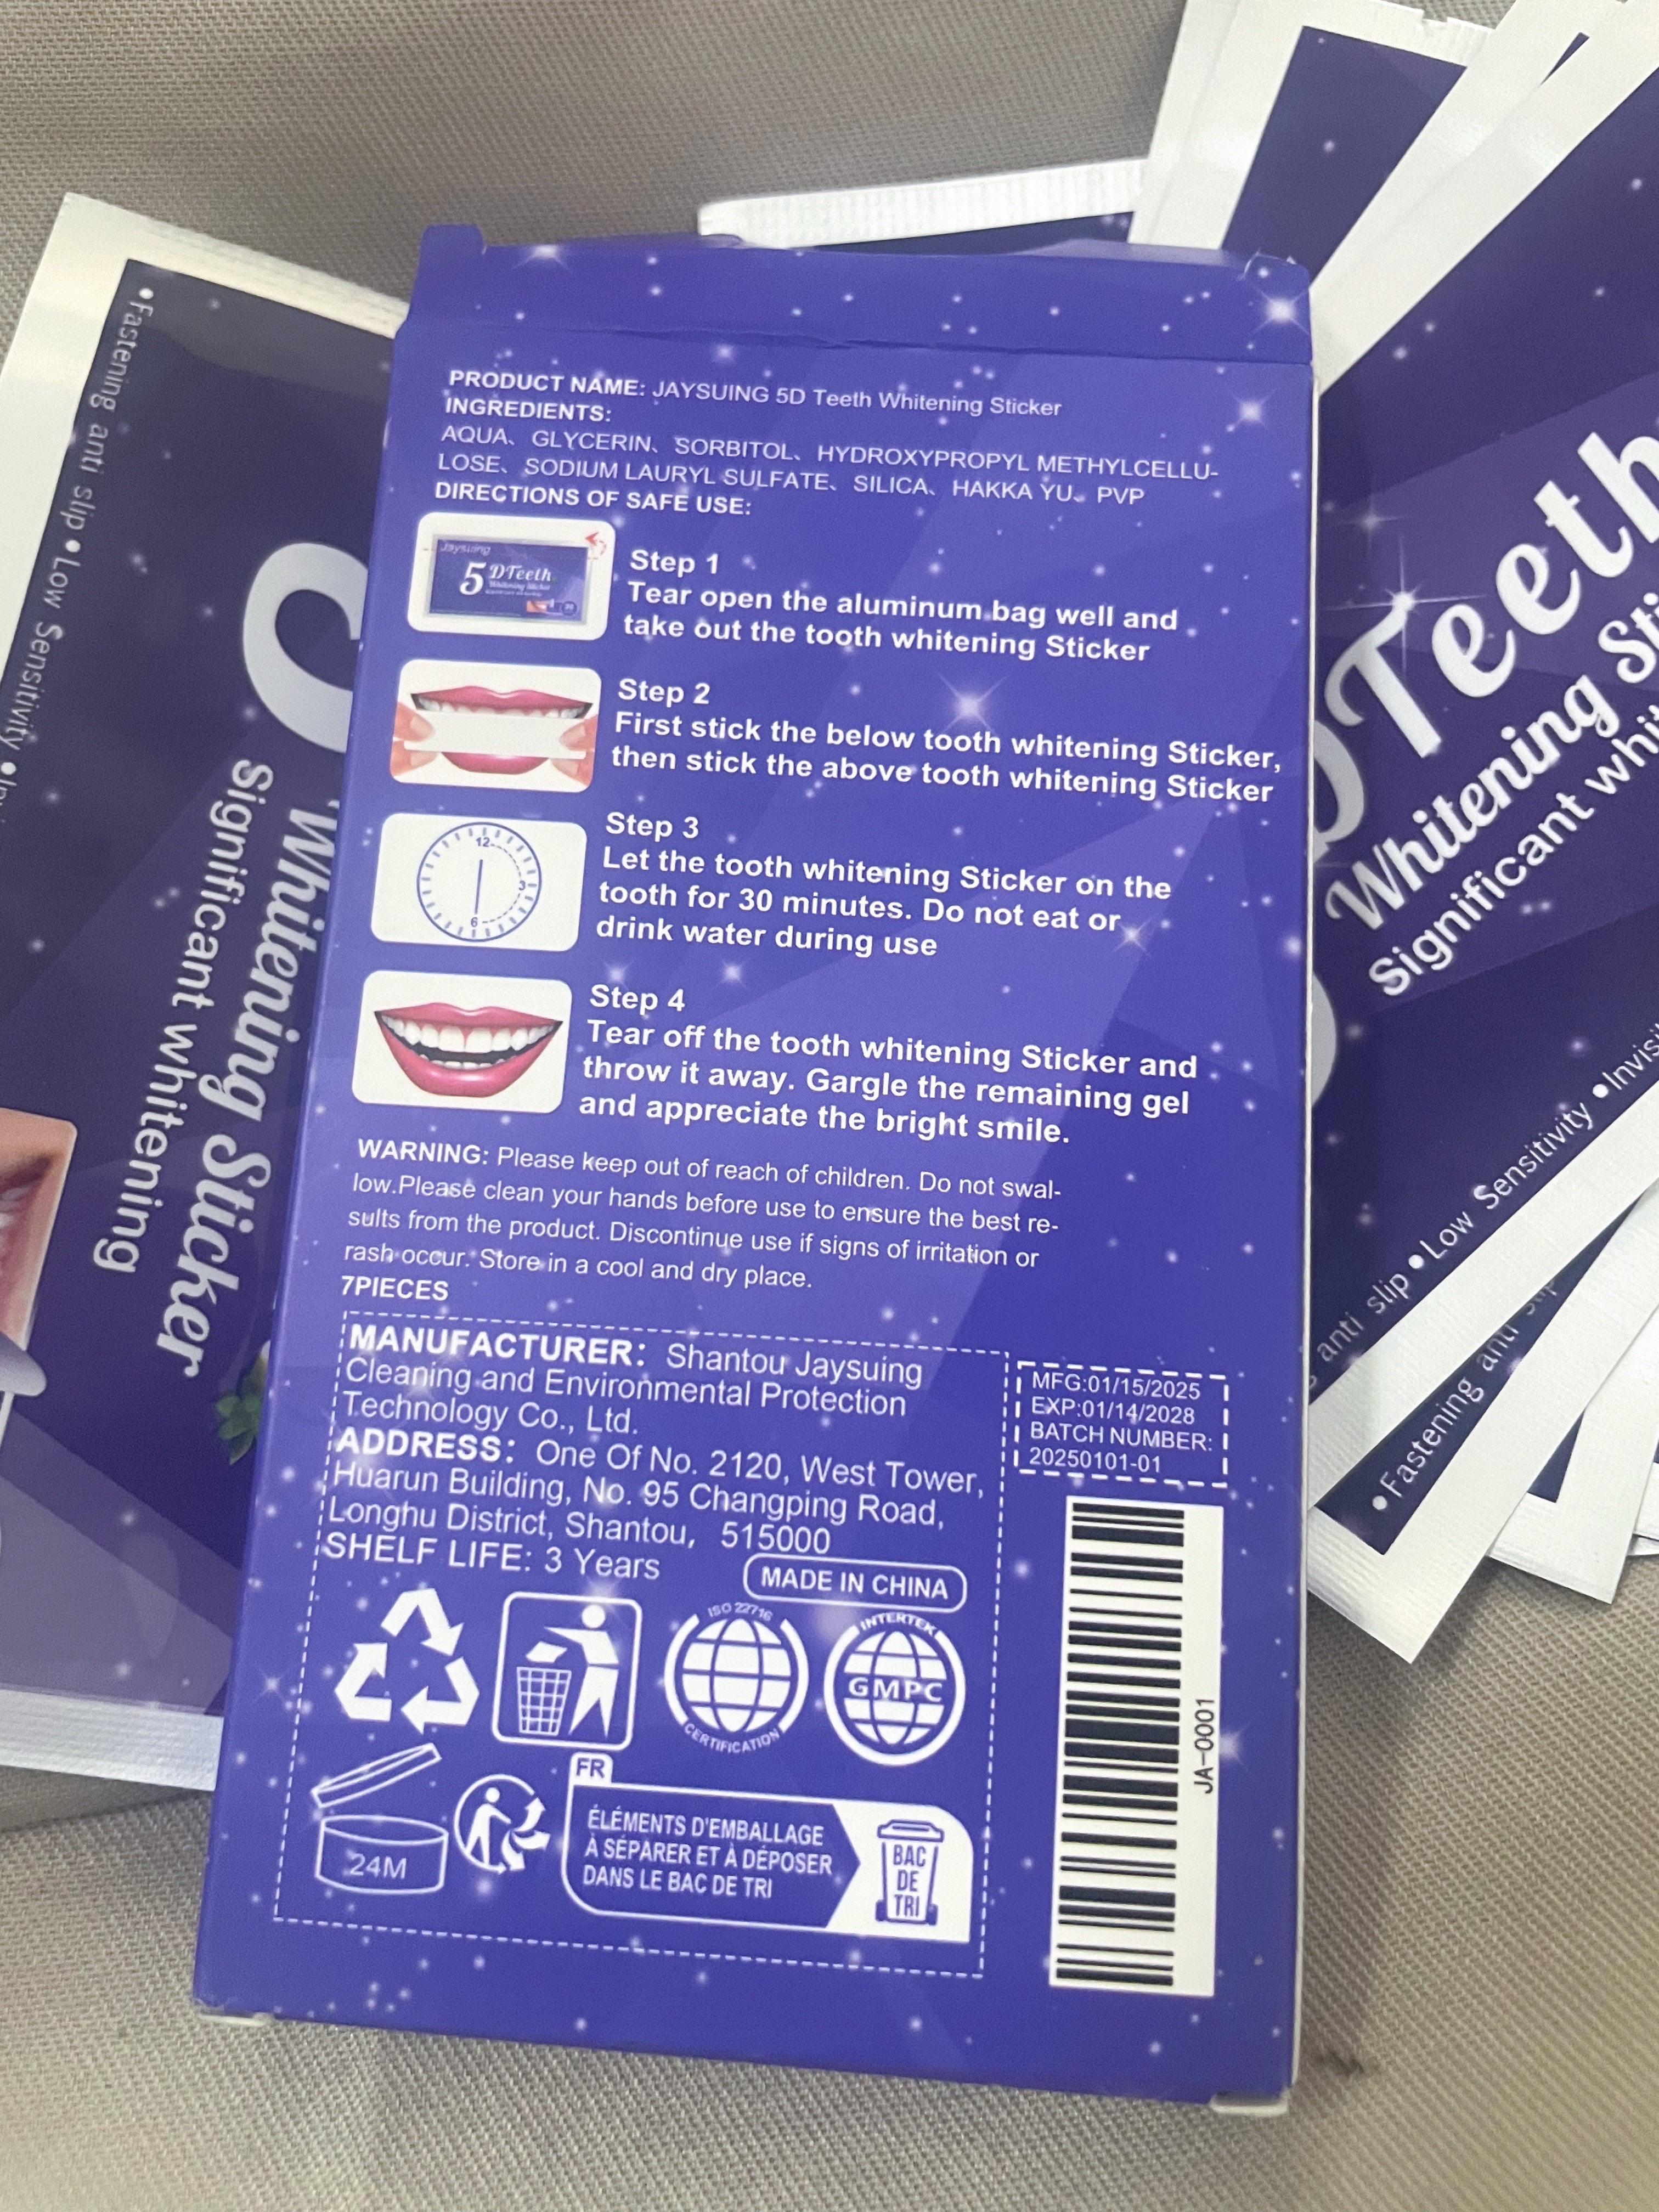 PRODUCT NAME: JAYSUING 5D Teeth Whitening Sticker
INGREDIENTS:
AQUA、GLYCERIN、SORBITOL、HYDROXYPROPYL METHYLCELLU-
LOSE、SODIUM LAURYL SULFATE、SILICA、HAKKA YU、PVP
DIRECTIONS OF SAFE USE:
Jaysuing
5 DTeeth
Whitening Sticker
Step 1
Tear open the aluminum bag well and
take out the tooth whitening Sticker
Step 2
First stick the below tooth whitening Sticker,
then stick the above tooth whitening Sticker
12
3
6
Step 3
Let the tooth whitening Sticker on the
tooth for 30 minutes. Do not eat or
drink water during use
Step 4
Tear off the tooth whitening Sticker and
throw it away. Gargle the remaining gel
and appreciate the bright smile.
WARNING: Please keep out of reach of children. Do not swal-
low.Please clean your hands before use to ensure the best re-
sults from the product. Discontinue use if signs of irritation or
rash occur. Store in a cool and dry place.
7PIECES
MANUFACTURER: Shantou Jaysuing
Cleaning and Environmental Protection
Technology Co., Ltd.
ADDRESS: One Of No. 2120, West Tower,
Huarun Building, No. 95 Changping Road,
Longhu District, Shantou, 515000
SHELF LIFE: 3 Years
MADE IN CHINA
MFG:01/15/2025
EXP:01/14/2028
BATCH NUMBER:
20250101-01
ISO 22716
CERTIFICATION
INTERTEK
GMPC
24M
FR
ÉLÉMENTS D'EMBALLAGE
À SÉPARER ET À DÉPOSER
DANS LE BAC DE TRI
BAC
DE
TRI
JA-0001
•Fastening anti slip •Low Sensitivity •
Whitening Sticker
Significant whitening
DTeeth
Whitening
Significant
anti slip •Low Sensitivity •
•Fastening anti